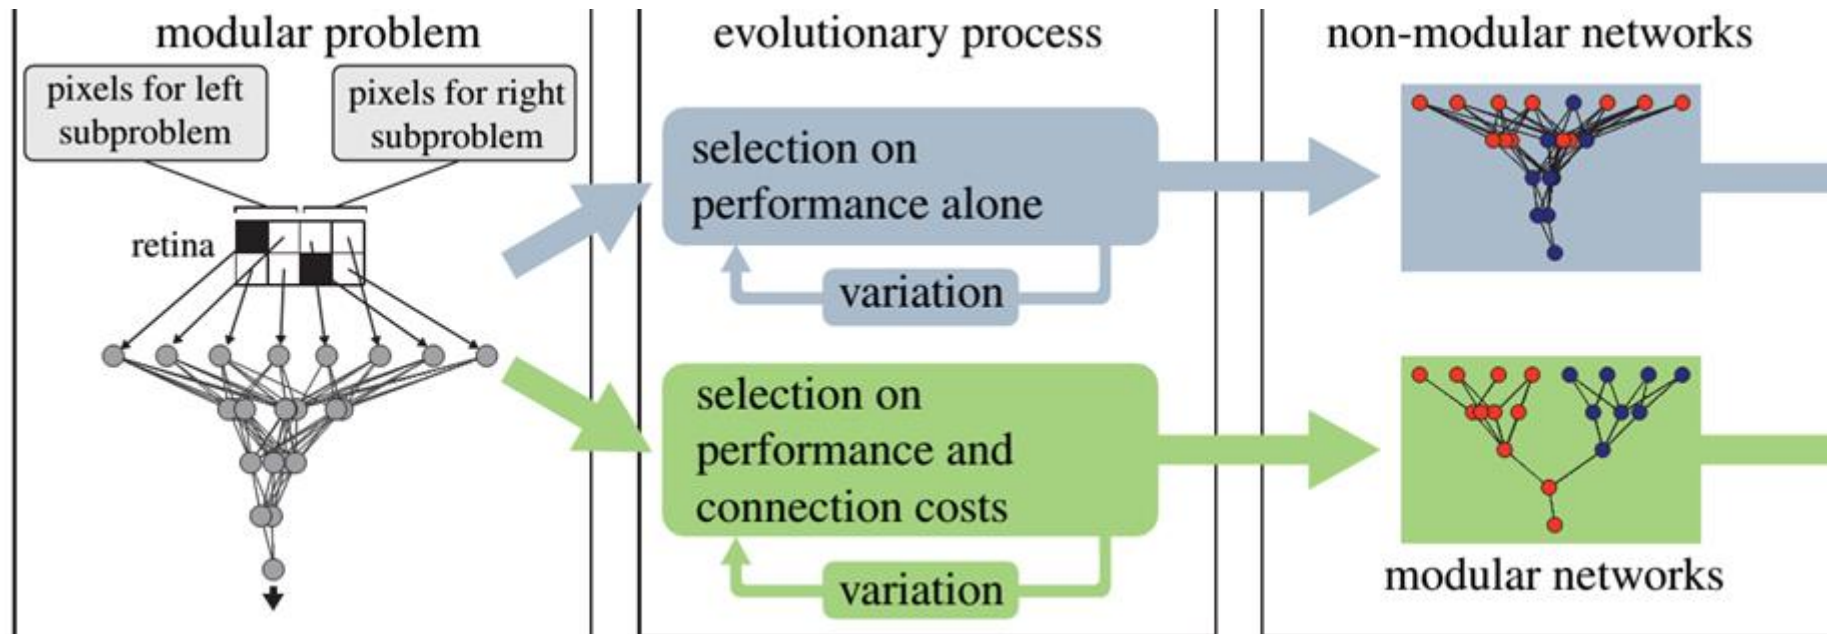 modular problem
pixels for left
subproblem
pixels for right
subproblem
retina
evolutionary process
selection on
performance alone
variation
selection on
performance and
connection costs
variation
non-modular networks
modular networks